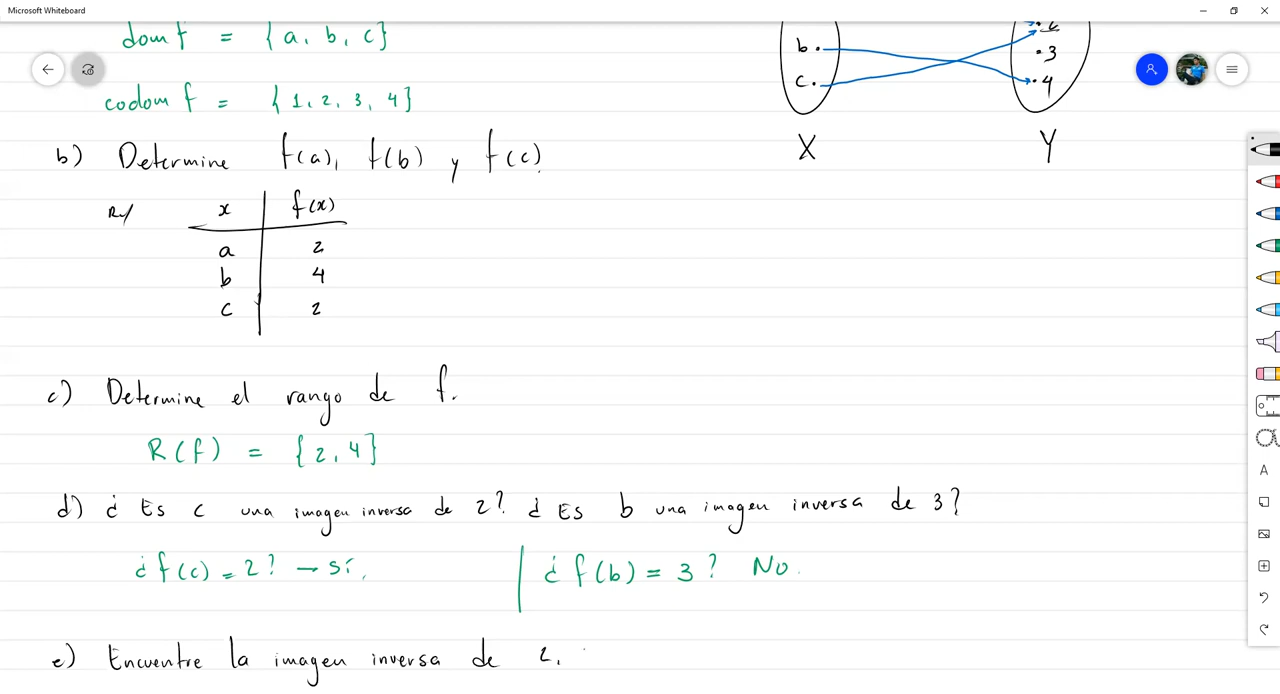 Microsoft Whiteboard
dom f = { a, b, c }
codom f = { 1, 2, 3, 4 }
b.
c.
2
3
4
X
Y
b) Determine f(a), f(b) y f(c).
R/
x f(x)
a 2
b 4
c 2
c) Determine el rango de f.
R(f) = { 2, 4 }
d) ¿ Es c una imagen inversa de 2? ¿ Es b una imagen inversa de 3?
¿ f(c) = 2? → Sí.
¿ f(b) = 3? No.
e) Encuentre la imagen inversa de 2.
A